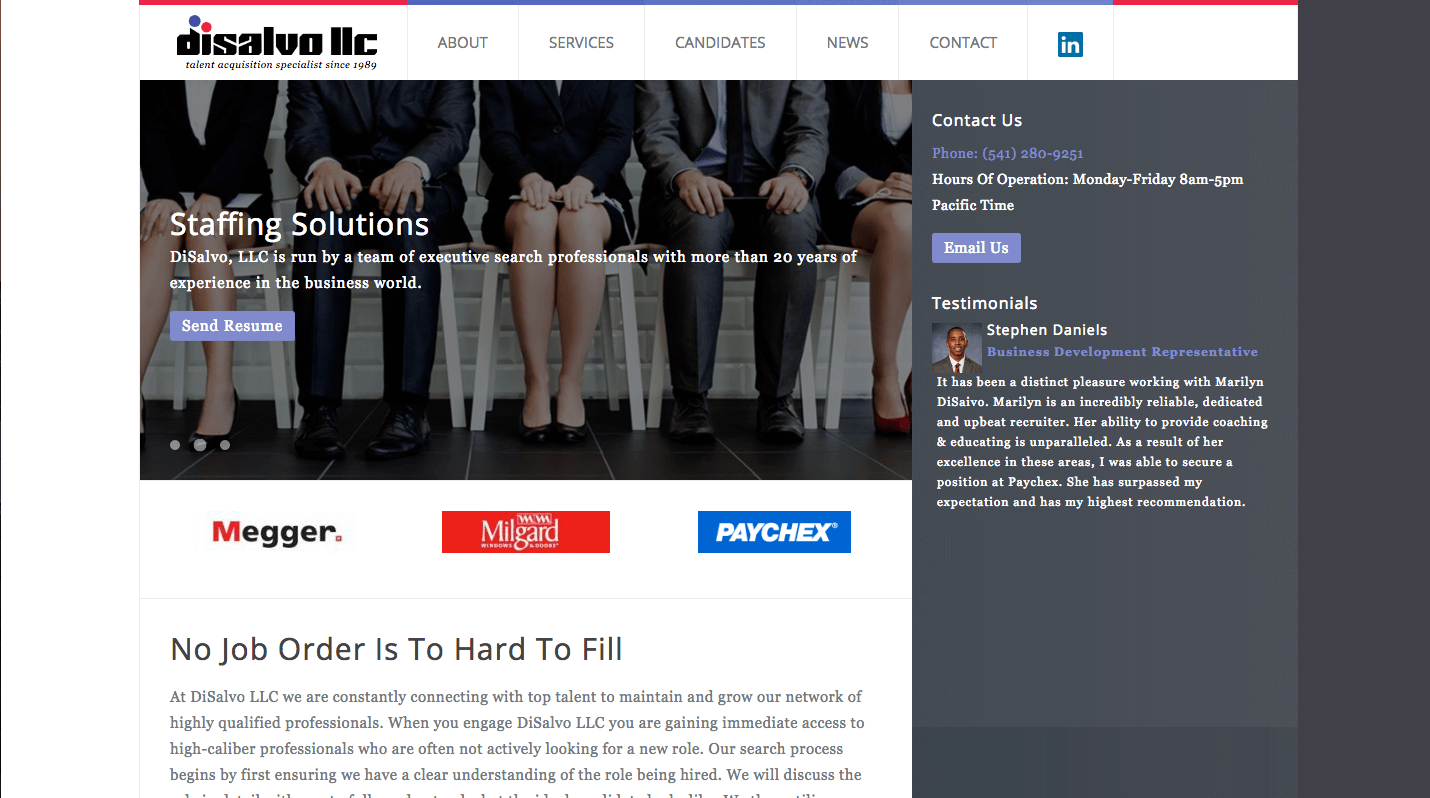 disalvo llc
talent acquisition specialist since 1989
ABOUT
SERVICES
CANDIDATES
NEWS
CONTACT
in
Staffing Solutions
DiSalvo, LLC is run by a team of executive search professionals with more than 20 years of
experience in the business world.
Send Resume
Megger.
Milgard
WINDOWS & DOORS
PAYCHEX®
No Job Order Is To Hard To Fill
At DiSalvo LLC we are constantly connecting with top talent to maintain and grow our network of
highly qualified professionals. When you engage DiSalvo LLC you are gaining immediate access to
high-caliber professionals who are often not actively looking for a new role. Our search process
begins by first ensuring we have a clear understanding of the role being hired. We will discuss the
Contact Us
Phone: (541) 280-9251
Hours Of Operation: Monday-Friday 8am-5pm
Pacific Time
Email Us
Testimonials
Stephen Daniels
Business Development Representative
It has been a distinct pleasure working with Marilyn
DiSaivo. Marilyn is an incredibly reliable, dedicated
and upbeat recruiter. Her ability to provide coaching
& educating is unparalleled. As a result of her
excellence in these areas, I was able to secure a
position at Paychex. She has surpassed my
expectation and has my highest recommendation.